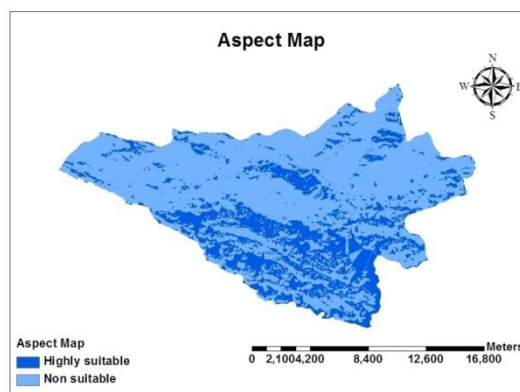 Aspect Map
N
W E
S
Aspect Map
Highly suitable
Non suitable
Meters
0 2,1004,200 8,400 12,600 16,800